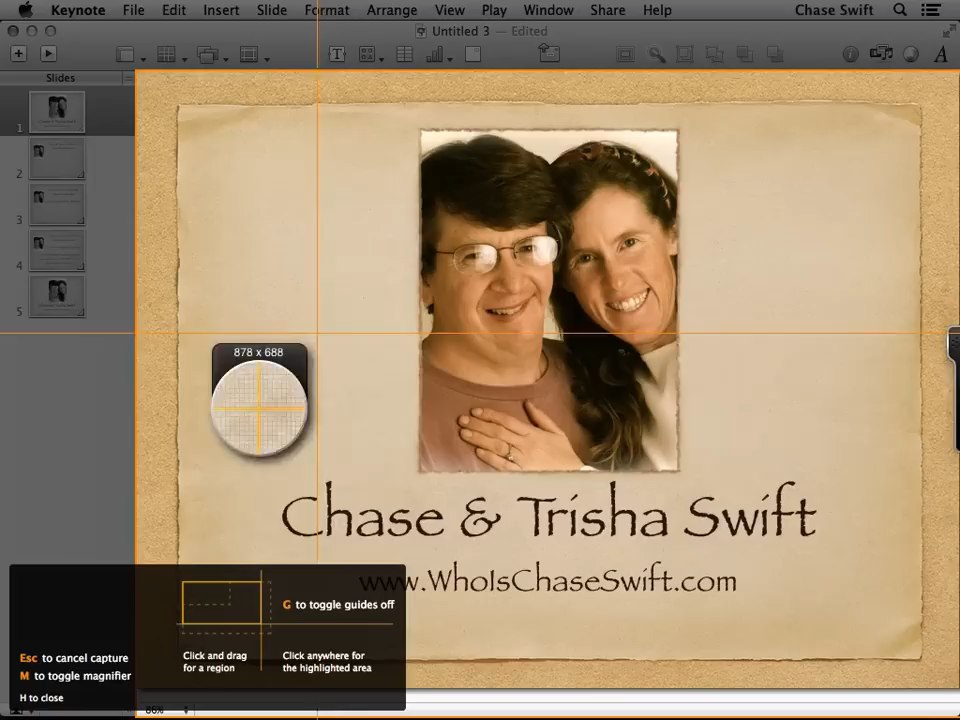 Keynote File Edit Insert Slide Format Arrange View Play Window Share Help Chase Swift
Untitled 3 — Edited
Slides
1
2
3
4
5
878 x 688
Chase & Trisha Swift
www.WhoIsChaseSwift.com
G to toggle guides off
Click and drag
for a region
Click anywhere for
the highlighted area
Esc to cancel capture
M to toggle magnifier
H to close
86%